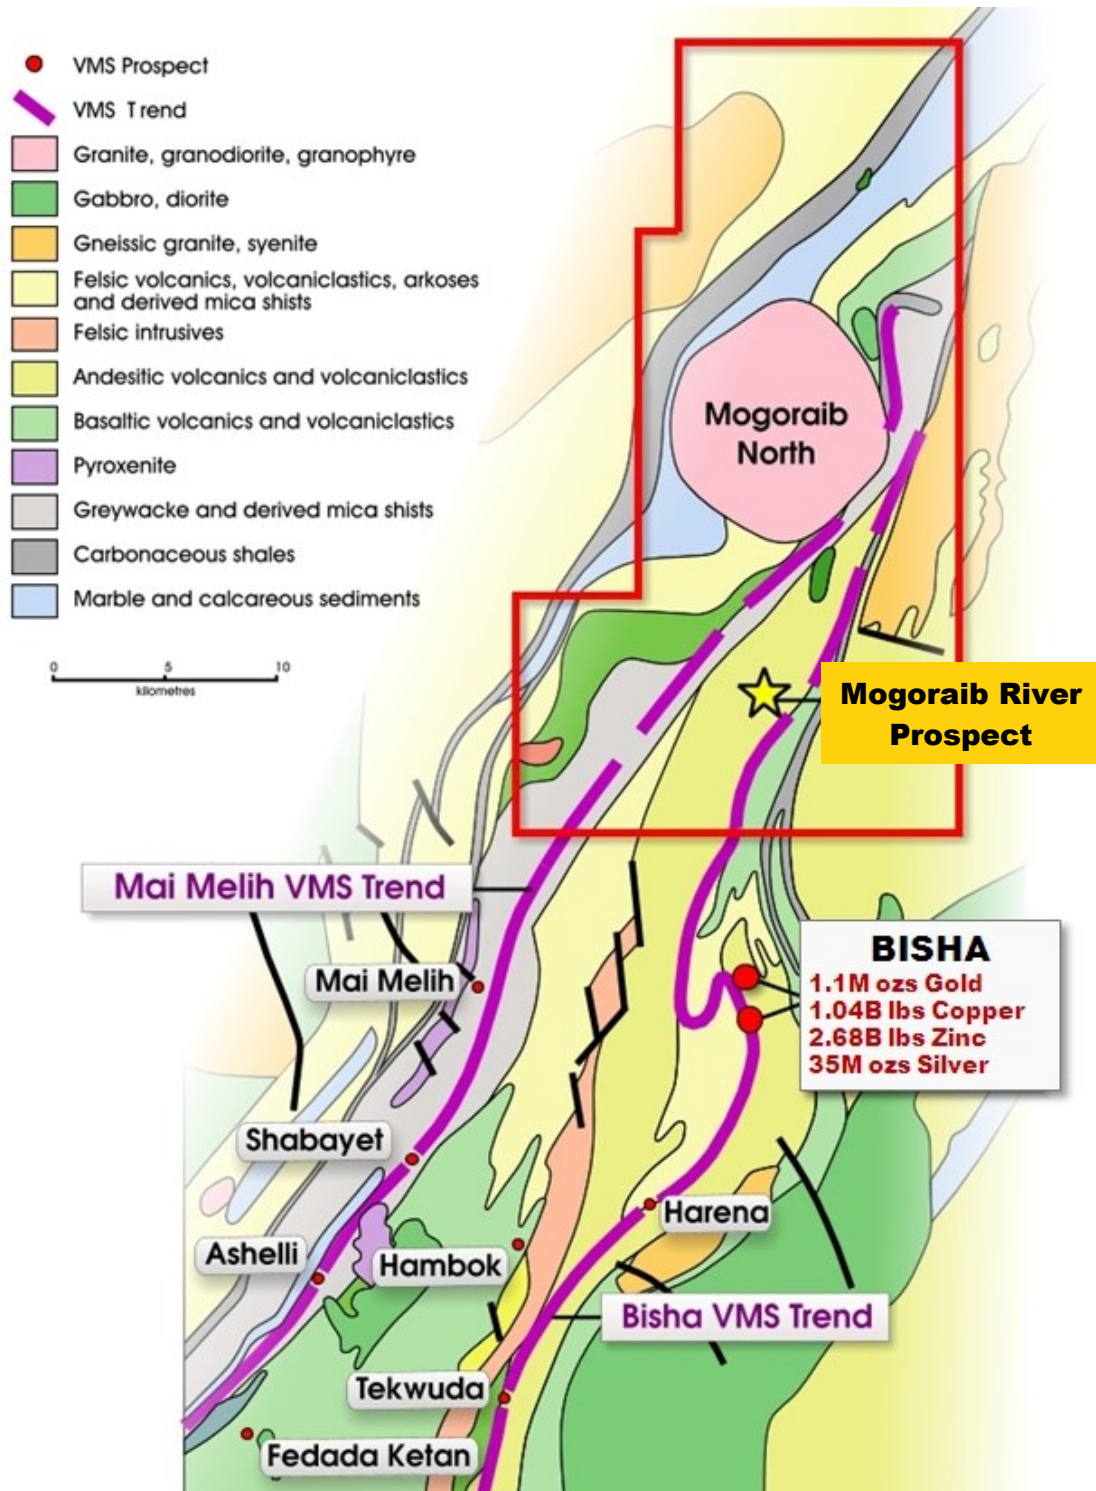 VMS Prospect
VMS Trend
Granite, granodiorite, granophyre
Gabbro, diorite
Gneissic granite, syenite
Felsic volcanics, volcaniclastics, arkoses
and derived mica shists
Felsic intrusives
Andesitic volcanics and volcaniclastics
Basaltic volcanics and volcaniclastics
Pyroxenite
Greywacke and derived mica shists
Carbonaceous shales
Marble and calcareous sediments
0 5 10
kilometres
Mogoraib
North
Mogoraib River
Prospect
Mai Melih VMS Trend
Mai Melih
BISHA
1.1M ozs Gold
1.04B lbs Copper
2.68B lbs Zinc
35M ozs Silver
Shabayet
Harena
Ashelli
Hambok
Bisha VMS Trend
Tekwuda
Fedada Ketan